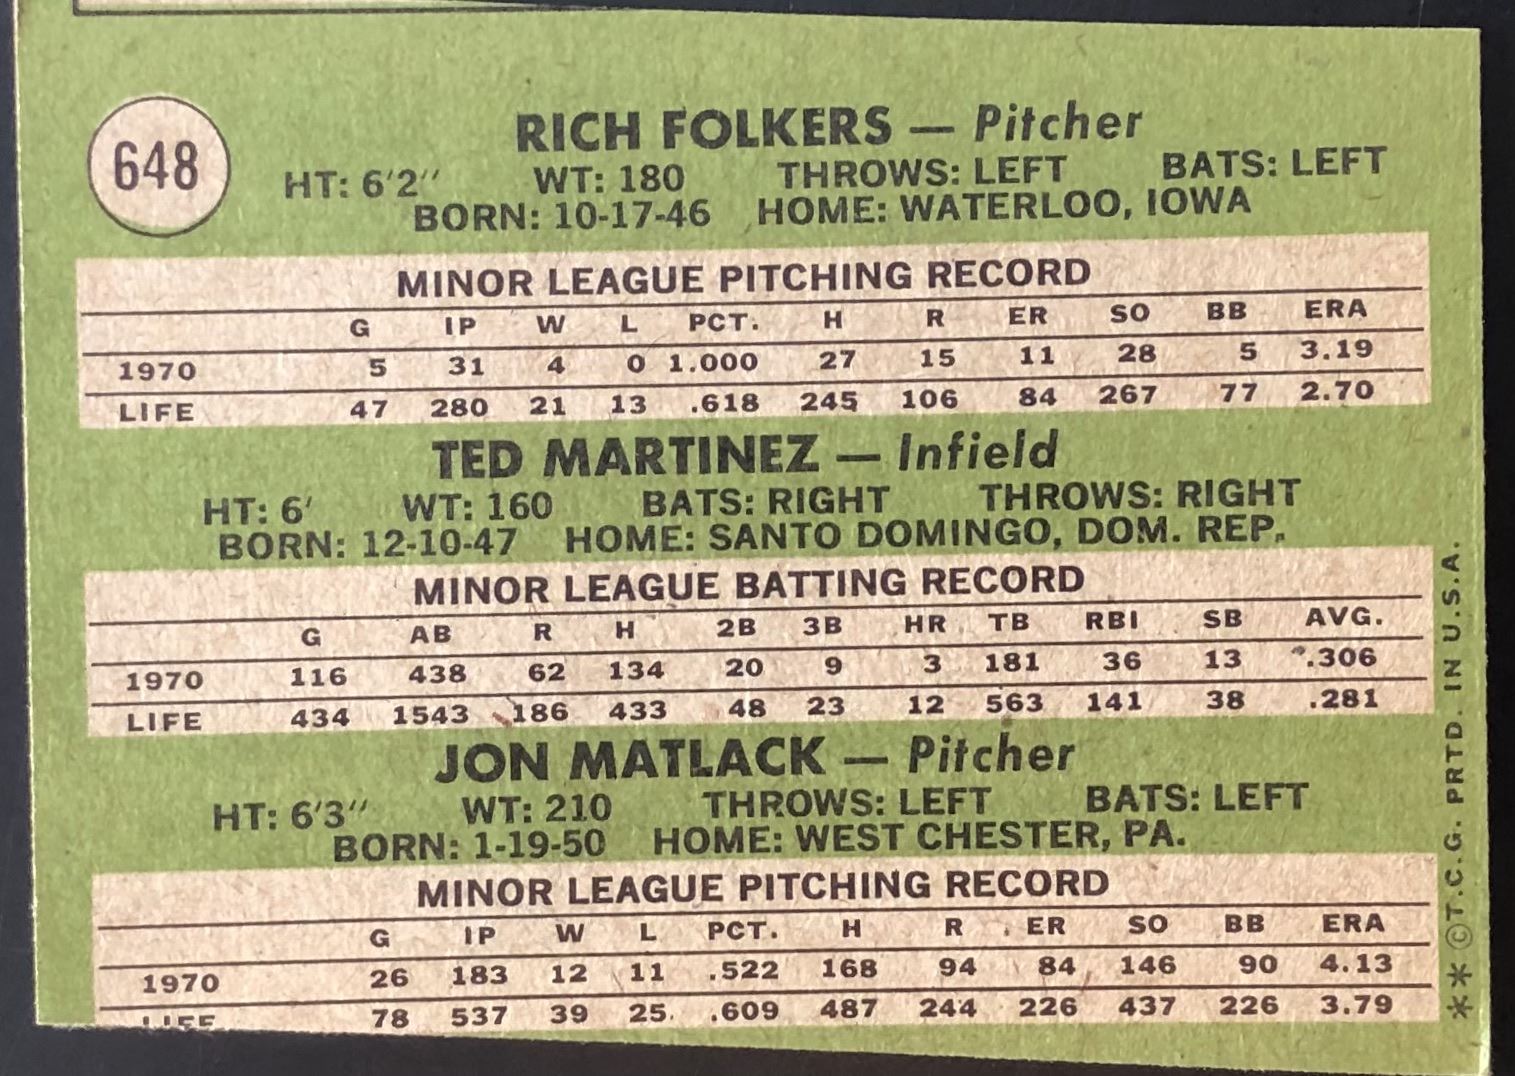 648
RICH FOLKERS — Pitcher
HT: 6'2" WT: 180 THROWS: LEFT BATS: LEFT
BORN: 10-17-46 HOME: WATERLOO, IOWA
MINOR LEAGUE PITCHING RECORD
G IP W L PCT. H R ER SO BB ERA
1970 5 31 4 0 1.000 27 15 11 28 5 3.19
LIFE 47 280 21 13 .618 245 106 84 267 77 2.70
TED MARTINEZ — Infield
HT: 6' WT: 160 BATS: RIGHT THROWS: RIGHT
BORN: 12-10-47 HOME: SANTO DOMINGO, DOM. REP.
MINOR LEAGUE BATTING RECORD
G AB R H 2B 3B HR TB RBI SB AVG.
1970 116 438 62 134 20 9 3 181 36 13 .306
LIFE 434 1543 186 433 48 23 12 563 141 38 .281
JON MATLACK — Pitcher
HT: 6'3" WT: 210 THROWS: LEFT BATS: LEFT
BORN: 1-19-50 HOME: WEST CHESTER, PA.
MINOR LEAGUE PITCHING RECORD
G IP W L PCT. H R ER SO BB ERA
1970 26 183 12 11 .522 168 94 84 146 90 4.13
LIFE 78 537 39 25 .609 487 244 226 437 226 3.79
** ©T.C.G. PRTD. IN U.S.A.